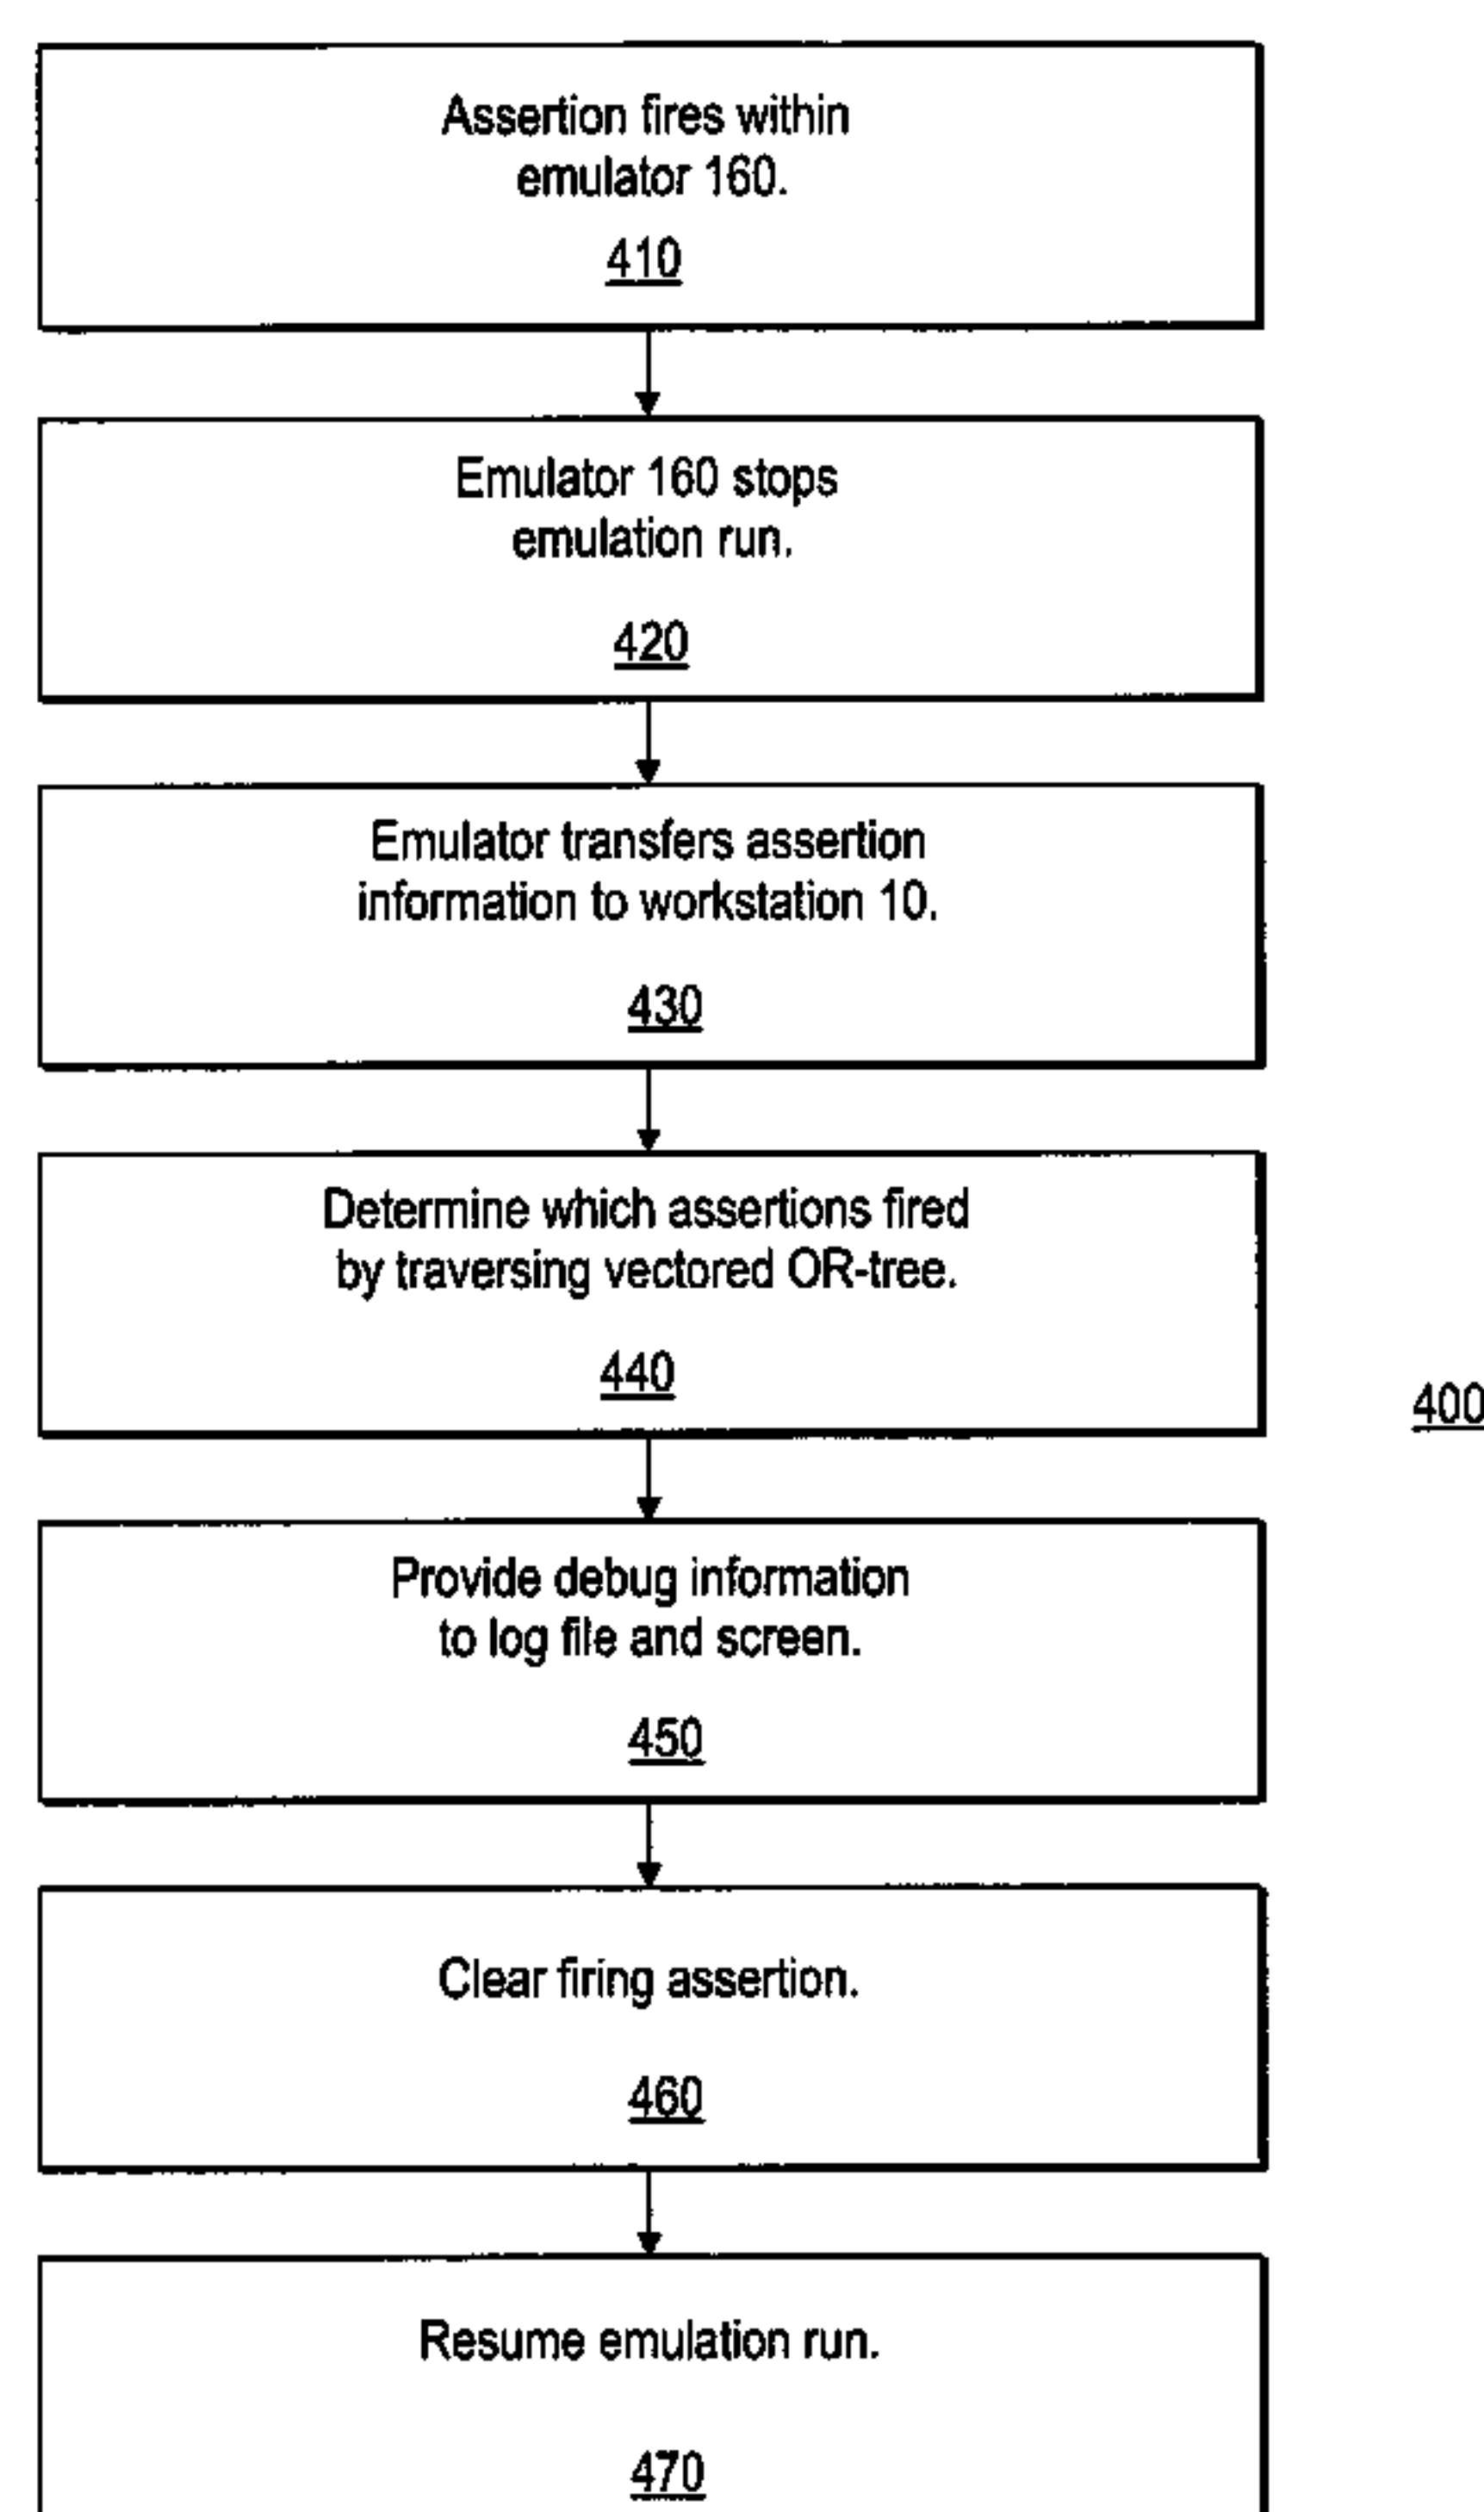 Assertion fires within
emulator 160.
410
Emulator 160 stops
emulation run.
420
Emulator transfers assertion
information to workstation 10.
430
Determine which assertions fired
by traversing vectored OR-tree.
440
400
Provide debug information
to log file and screen.
450
Clear firing assertion.
460
Resume emulation run.
470